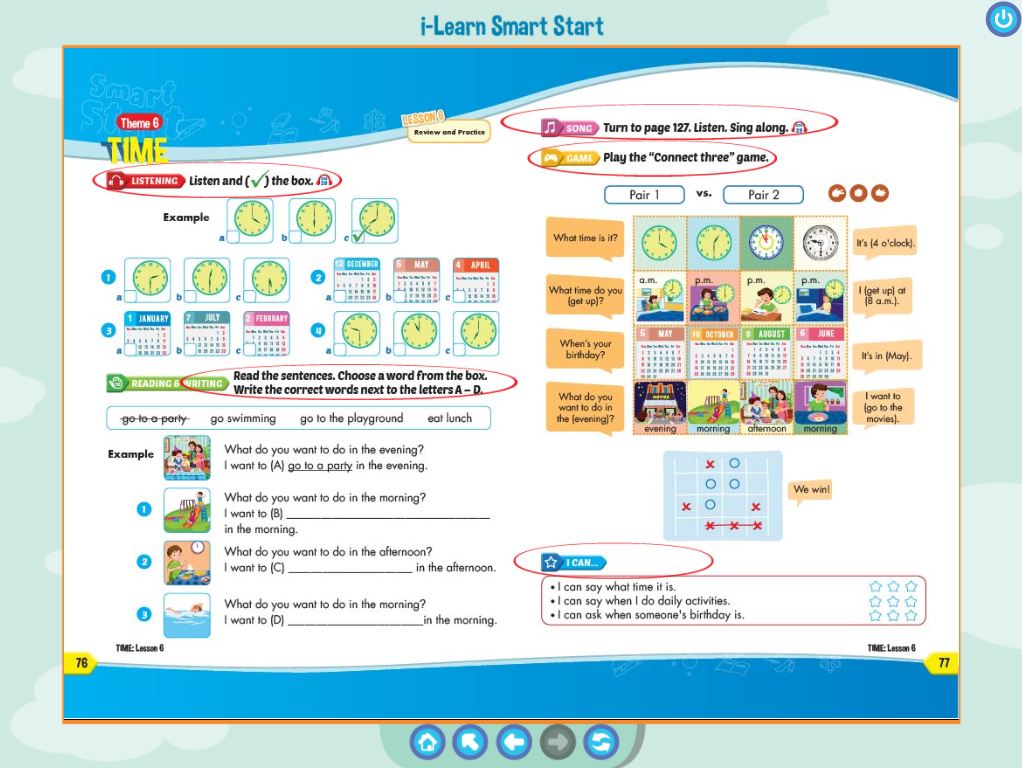 i-Learn Smart Start
Smart
Start
Theme 6
TIME
LESSON 6
Review and Practice
LISTENING Listen and (✓) the box.
Example
a b c
1
a b c
2
12 DECEMBER 5 MAY 4 APRIL
a b c
3
1 JANUARY 7 JULY 2 FEBRUARY
a b c
4
a b c
READING & WRITING
Read the sentences. Choose a word from the box.
Write the correct words next to the letters A – D.
go to a party go swimming go to the playground eat lunch
Example
What do you want to do in the evening?
I want to (A) go to a party in the evening.
1
What do you want to do in the morning?
I want to (B) ______________________________
in the morning.
2
What do you want to do in the afternoon?
I want to (C) __________________ in the afternoon.
3
What do you want to do in the morning?
I want to (D) ____________________in the morning.
TIME: Lesson 6
76
SONG Turn to page 127. Listen. Sing along.
GAME Play the “Connect three” game.
Pair 1 vs. Pair 2
What time is it?
It's (4 o'clock).
What time do you
(get up)?
a.m. p.m. p.m. p.m.
I (get up) at
(8 a.m.).
When's your
birthday?
5 MAY 10 OCTOBER 8 AUGUST 6 JUNE
It's in (May).
What do you
want to do in
the (evening)?
MOVIES
evening morning afternoon morning
I want to
(go to the
movies).
We win!
I CAN...
• I can say what time it is.
• I can say when I do daily activities.
• I can ask when someone's birthday is.
TIME: Lesson 6
77